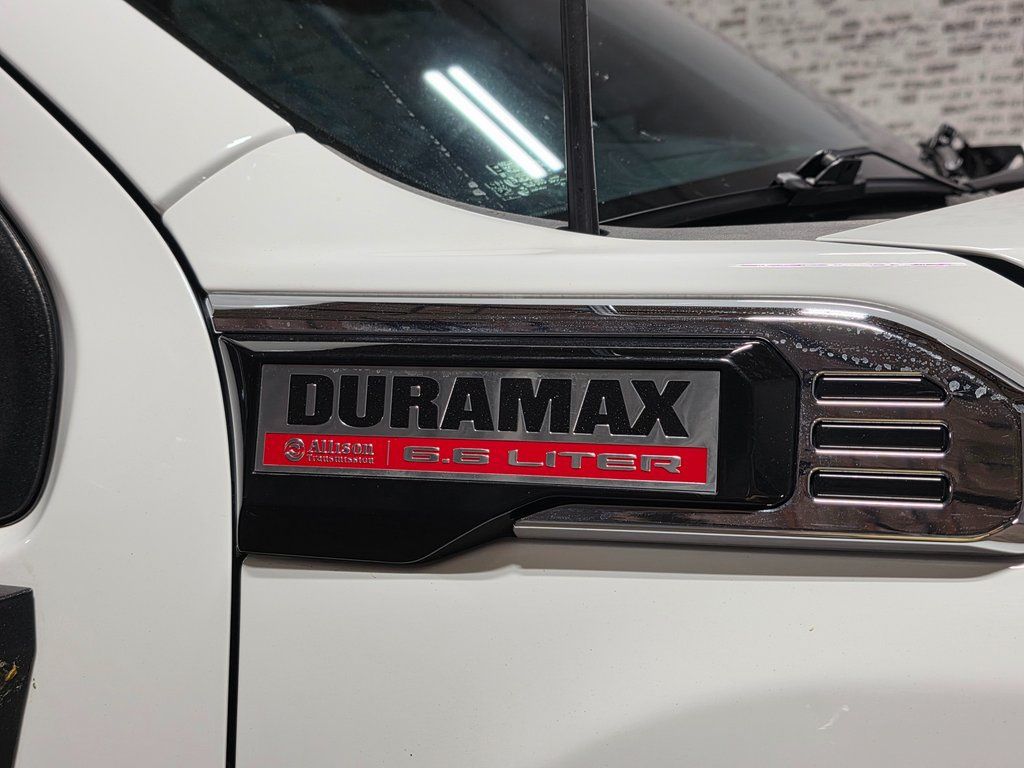 DURAMAX
Allison 6.6 LITER
Transmission